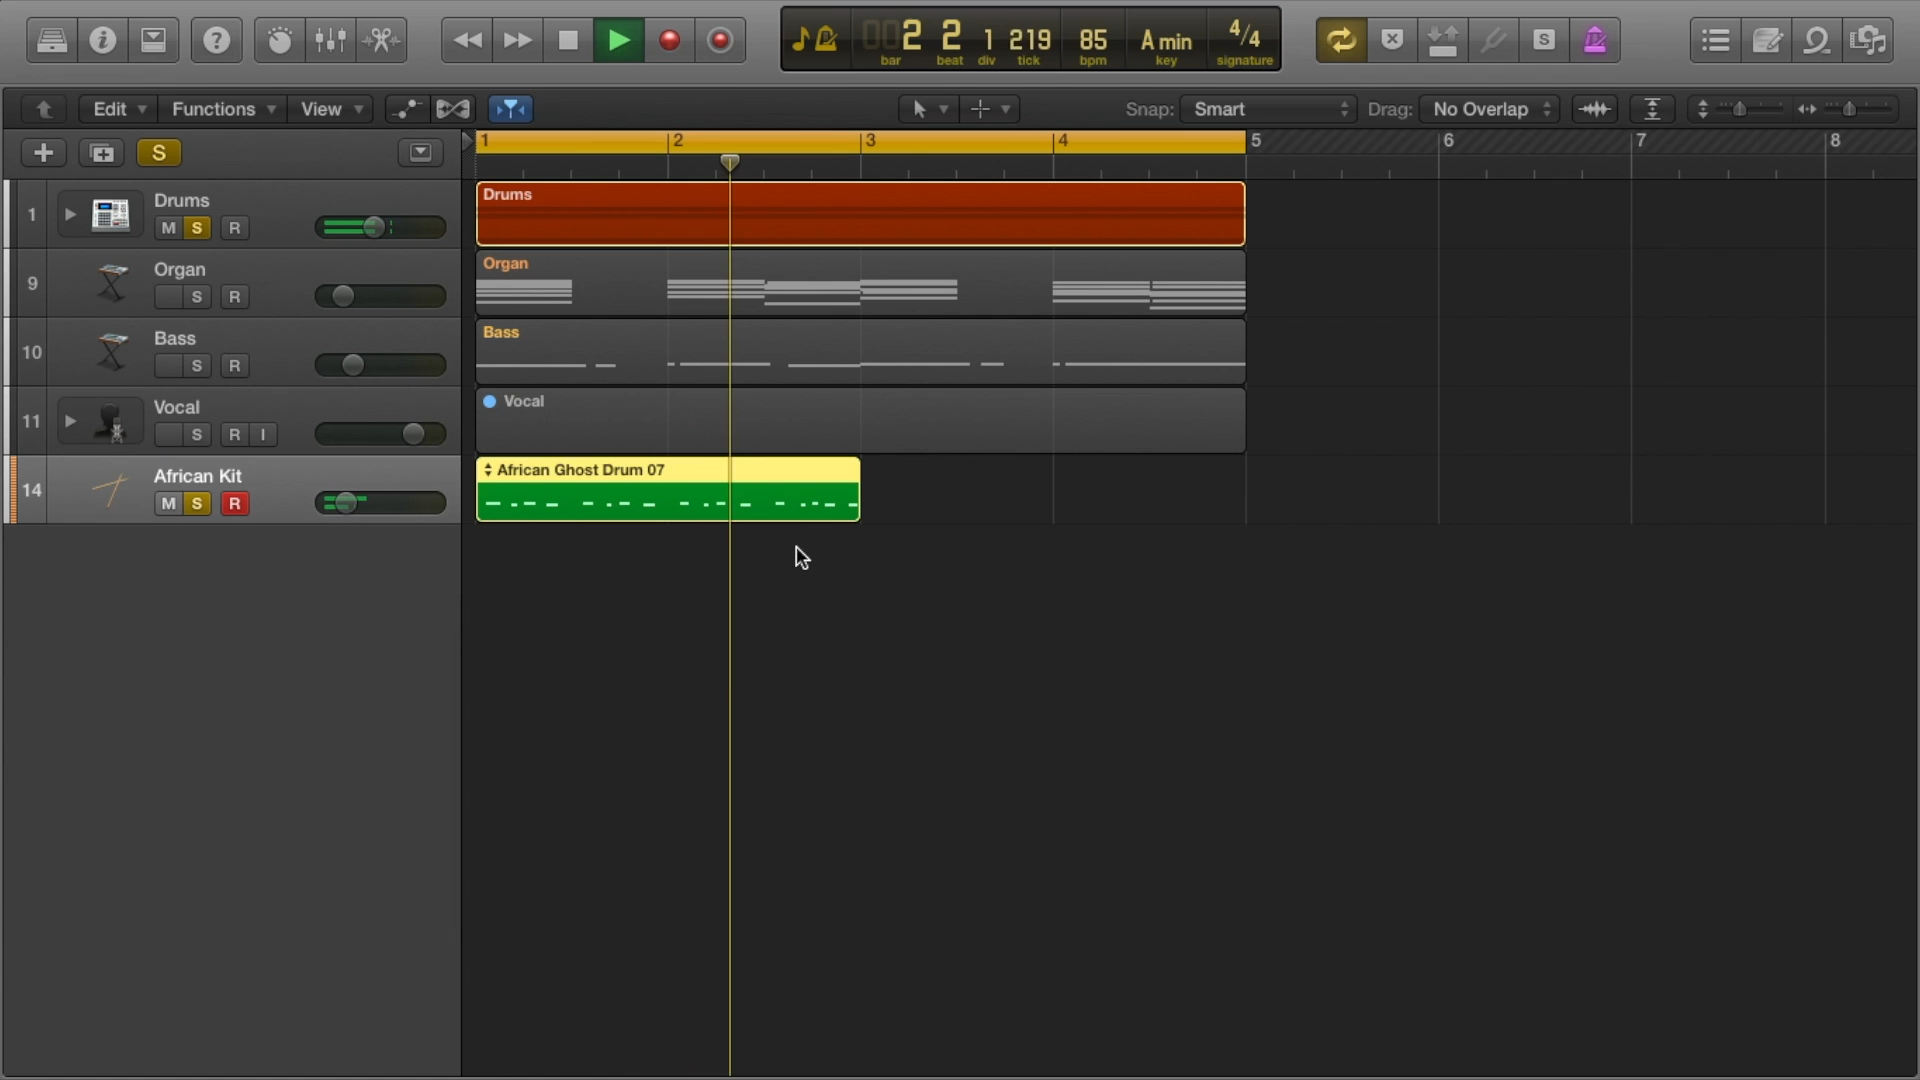 002 2 1 219 85 A min 4/4
bar beat div tick bpm key signature
Edit Functions View Snap: Smart Drag: No Overlap
S
1 2 3 4 5 6 7 8
1 Drums
M S R
Drums
9 Organ
S R
Organ
10 Bass
S R
Bass
11 Vocal
S R I
Vocal
14 African Kit
M S R
African Ghost Drum 07